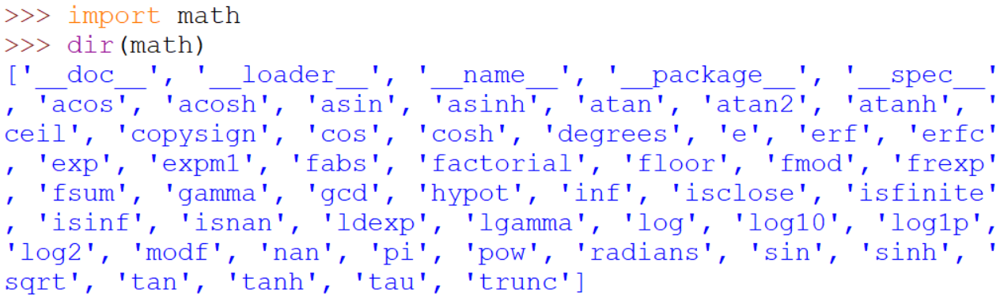 >>> import math
>>> dir(math)
['__doc__', '__loader__', '__name__', '__package__', '__spec__'
, 'acos', 'acosh', 'asin', 'asinh', 'atan', 'atan2', 'atanh', '
ceil', 'copysign', 'cos', 'cosh', 'degrees', 'e', 'erf', 'erfc'
, 'exp', 'expm1', 'fabs', 'factorial', 'floor', 'fmod', 'frexp'
, 'fsum', 'gamma', 'gcd', 'hypot', 'inf', 'isclose', 'isfinite'
, 'isinf', 'isnan', 'ldexp', 'lgamma', 'log', 'log10', 'log1p',
'log2', 'modf', 'nan', 'pi', 'pow', 'radians', 'sin', 'sinh', '
sqrt', 'tan', 'tanh', 'tau', 'trunc']